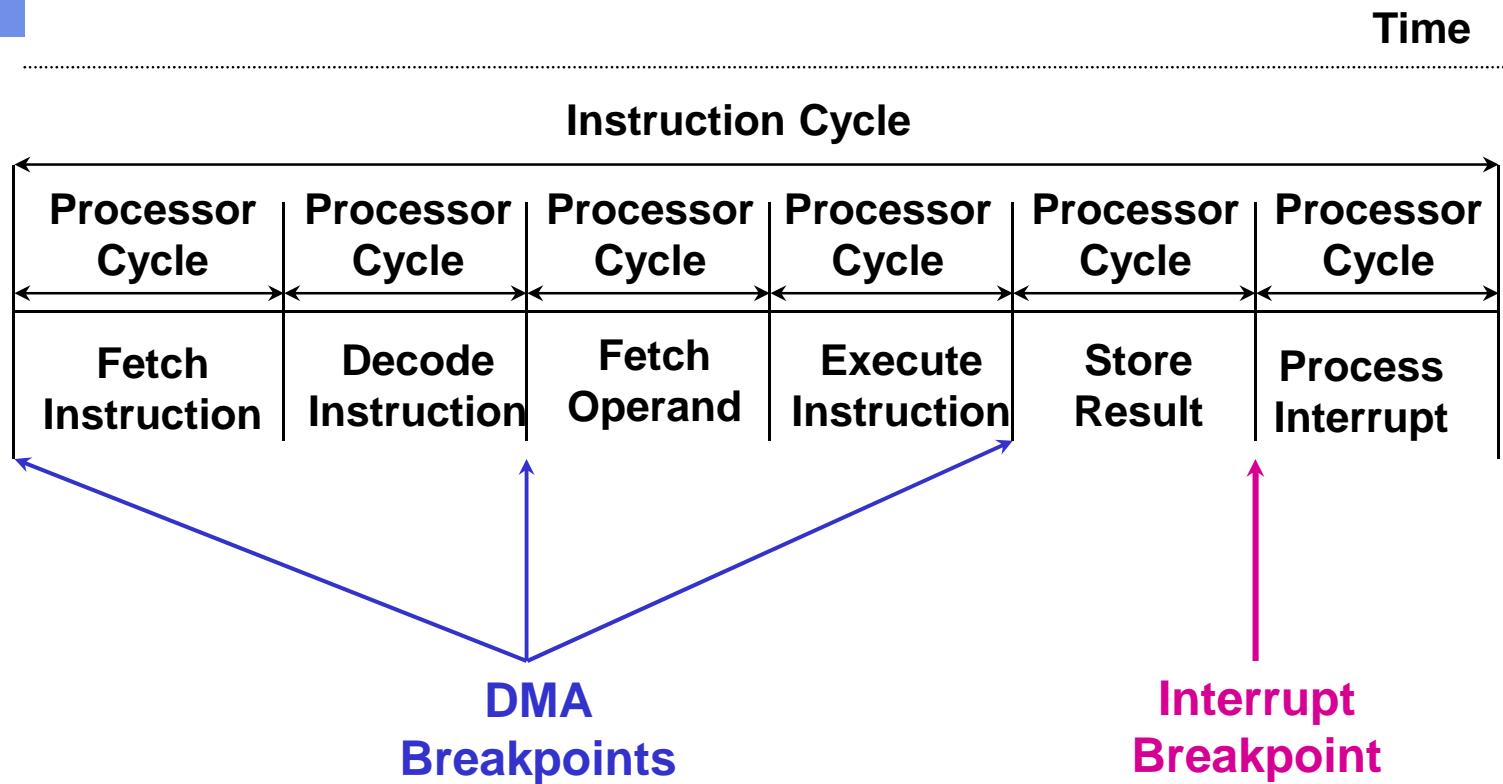 Time
Instruction Cycle
Processor Processor Processor Processor Processor Processor
Cycle Cycle Cycle Cycle Cycle Cycle
Fetch
Instruction
Decode
Instruction
Fetch
Operand
Execute
Instruction
Store
Result
Process
Interrupt
DMA
Breakpoints
Interrupt
Breakpoint